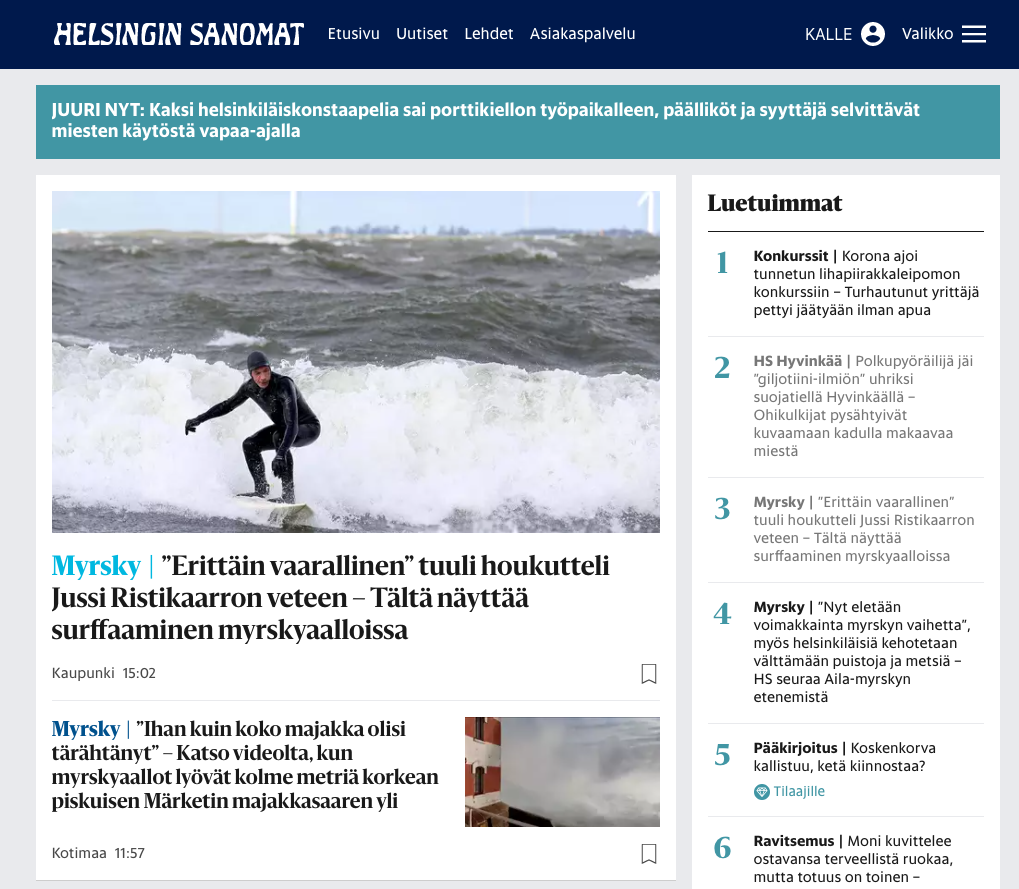 HELSINGIN SANOMAT
Etusivu Uutiset Lehdet Asiakaspalvelu
KALLE Valikko
JUURI NYT: Kaksi helsinkiläiskonstaapelia sai porttikiellon työpaikalleen, päälliköt ja syyttäjä selvittävät
miesten käytöstä vapaa-ajalla
Myrsky | ”Erittäin vaarallinen” tuuli houkutteli
Jussi Ristikaarron veteen – Tältä näyttää
surffaaminen myrskyaalloissa
Kaupunki 15:02
Myrsky | ”Ihan kuin koko majakka olisi
tärähtänyt” – Katso videolta, kun
myrskyaallot lyövät kolme metriä korkean
piskuisen Märketin majakkasaaren yli
Kotimaa 11:57
Luetuimmat
1
Konkurssit | Korona ajoi
tunnetun lihapiirakkaleipomon
konkurssiin – Turhautunut yrittäjä
pettyi jäätyään ilman apua
2
HS Hyvinkää | Polkupyöräilijä jäi
”giljotiini-ilmiön” uhriksi
suojatiellä Hyvinkäällä –
Ohikulkijat pysähtyivät
kuvaamaan kadulla makaavaa
miestä
3
Myrsky | ”Erittäin vaarallinen”
tuuli houkutteli Jussi Ristikaarron
veteen – Tältä näyttää
surffaaminen myrskyaalloissa
4
Myrsky | ”Nyt eletään
voimakkainta myrskyn vaihetta”,
myös helsinkiläisiä kehotetaan
välttämään puistoja ja metsiä –
HS seuraa Aila-myrskyn
etenemistä
5
Pääkirjoitus | Koskenkorva
kallistuu, ketä kiinnostaa?
Tilaajille
6
Ravitsemus | Moni kuvittelee
ostavansa terveellistä ruokaa,
mutta totuus on toinen –